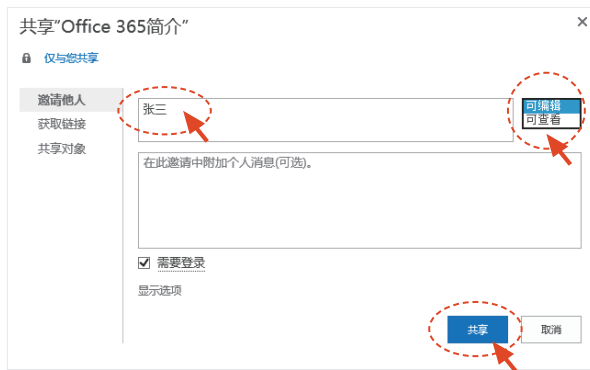 共享“Office 365简介”
仅与您共享
邀请他人
获取链接
共享对象
张三
可编辑
可查看
在此邀请中附加个人消息(可选)。
需要登录
显示选项
共享
取消